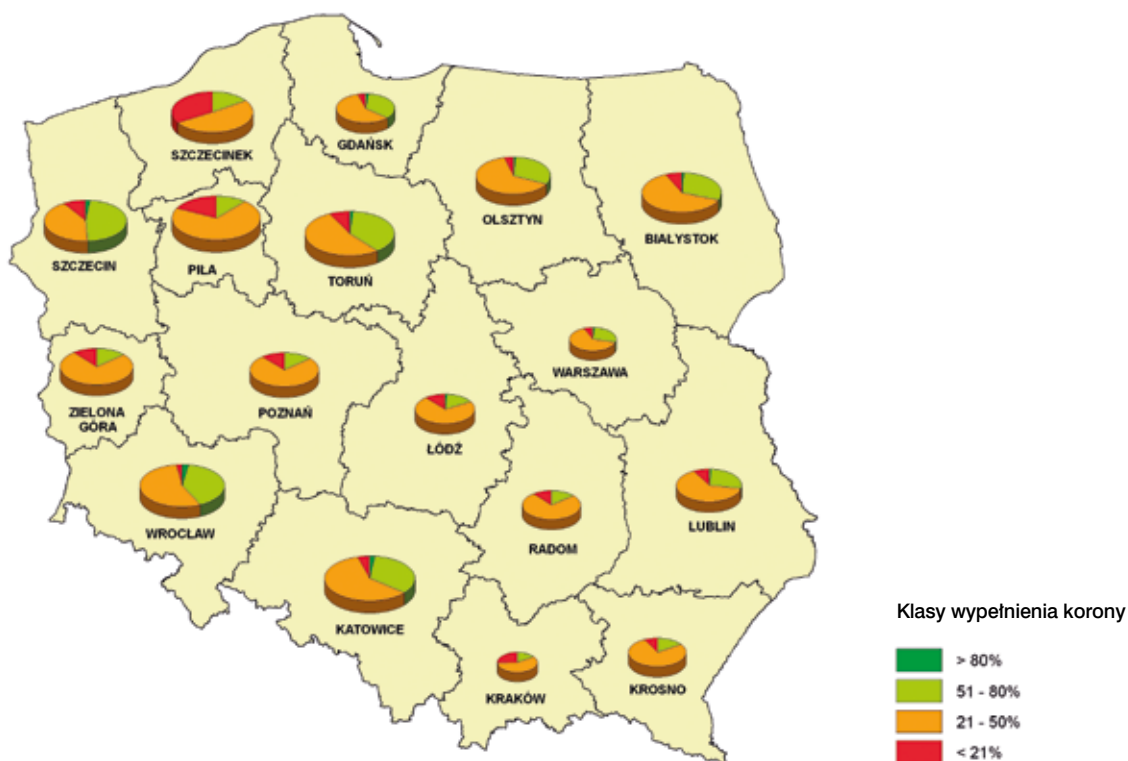 SZCZECINEK
GDAŃSK
OLSZTYN
BIAŁYSTOK
SZCZECIN
PIŁA
TORUŃ
WARSZAWA
ZIELONA
GÓRA
POZNAŃ
ŁÓDŹ
LUBLIN
WROCŁAW
RADOM
KATOWICE
KRAKÓW
KROSNO
Klasy wypełnienia korony
> 80%
51 - 80%
21 - 50%
< 21%